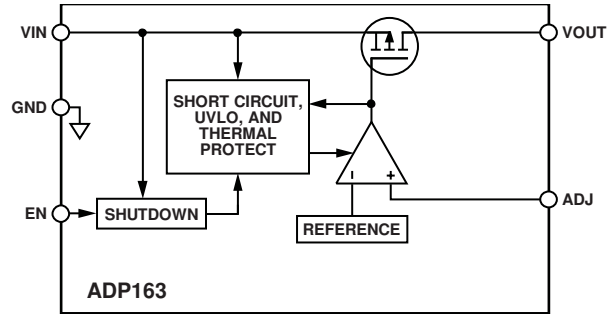 VIN
VOUT
GND
SHORT CIRCUIT,
UVLO, AND
THERMAL
PROTECT
EN
SHUTDOWN
– +
REFERENCE
ADJ
ADP163